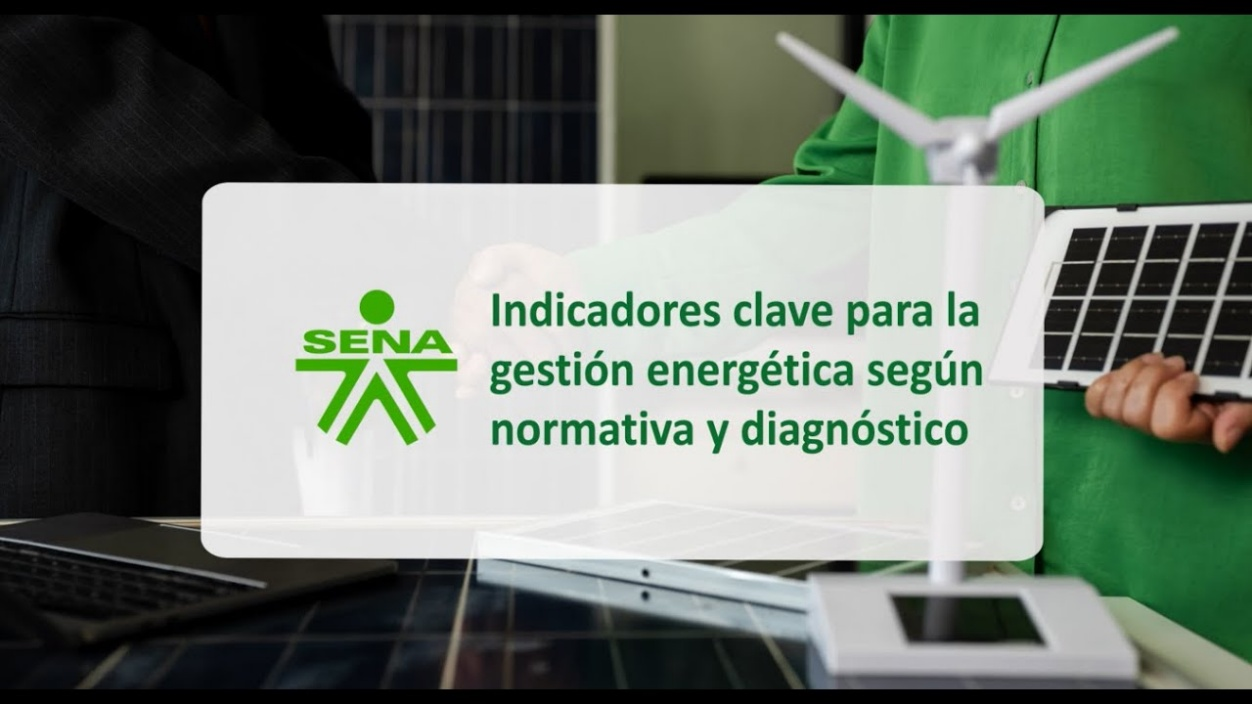 SENA
Indicadores clave para la
gestión energética según
normativa y diagnóstico